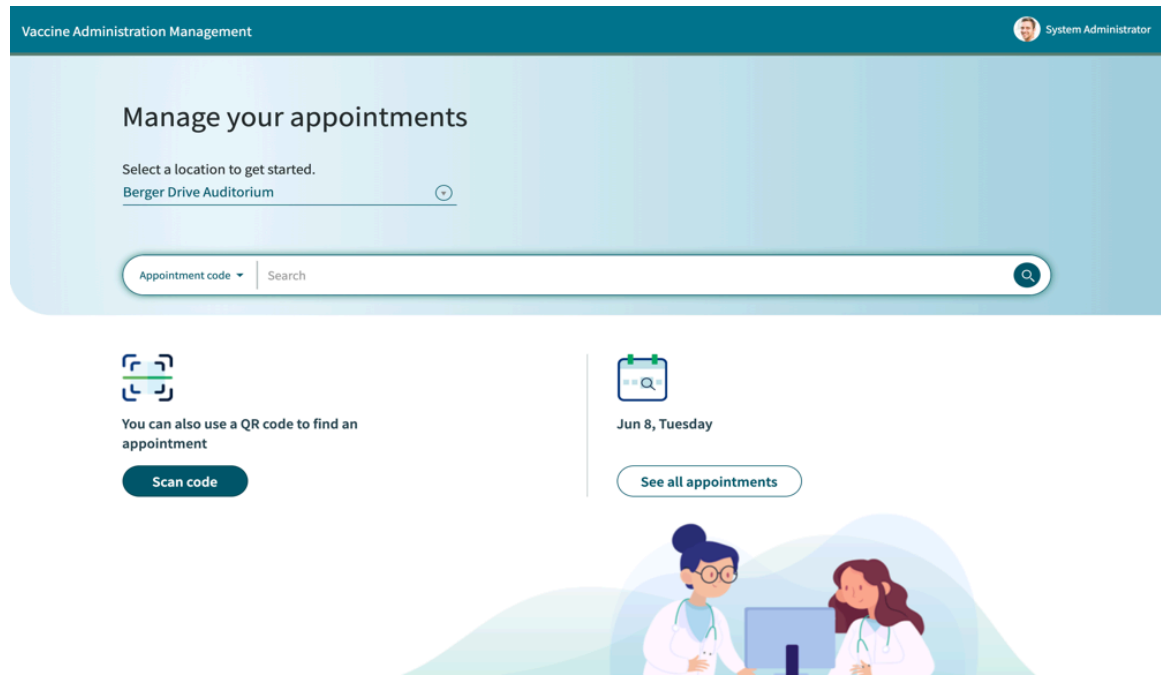 Vaccine Administration Management
System Administrator
Manage your appointments
Select a location to get started.
Berger Drive Auditorium
Appointment code
Search
You can also use a QR code to find an
appointment
Scan code
Jun 8, Tuesday
See all appointments